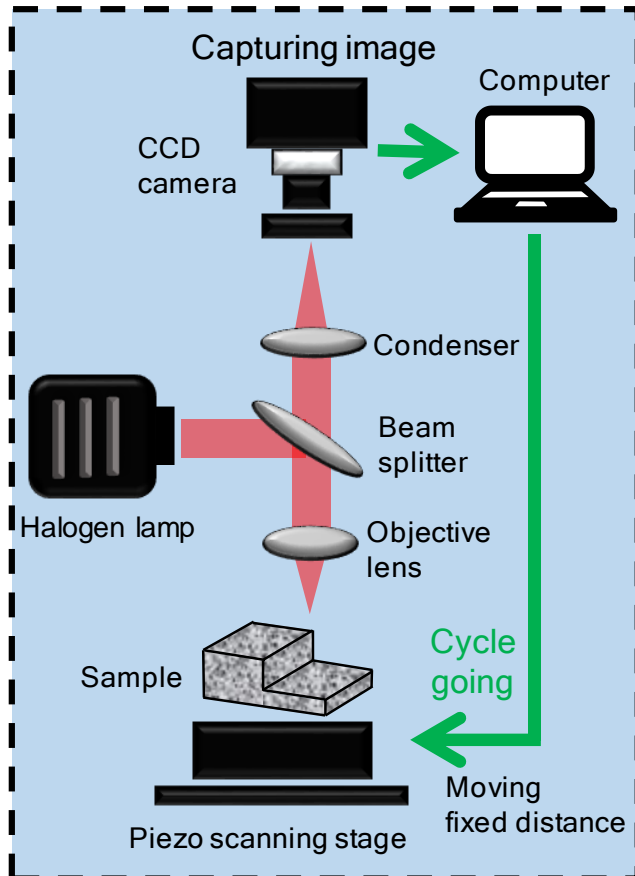 Capturing image
Computer
CCD
camera
Condenser
Beam
splitter
Halogen lamp
Objective
lens
Sample
Cycle
going
Moving
fixed distance
Piezo scanning stage